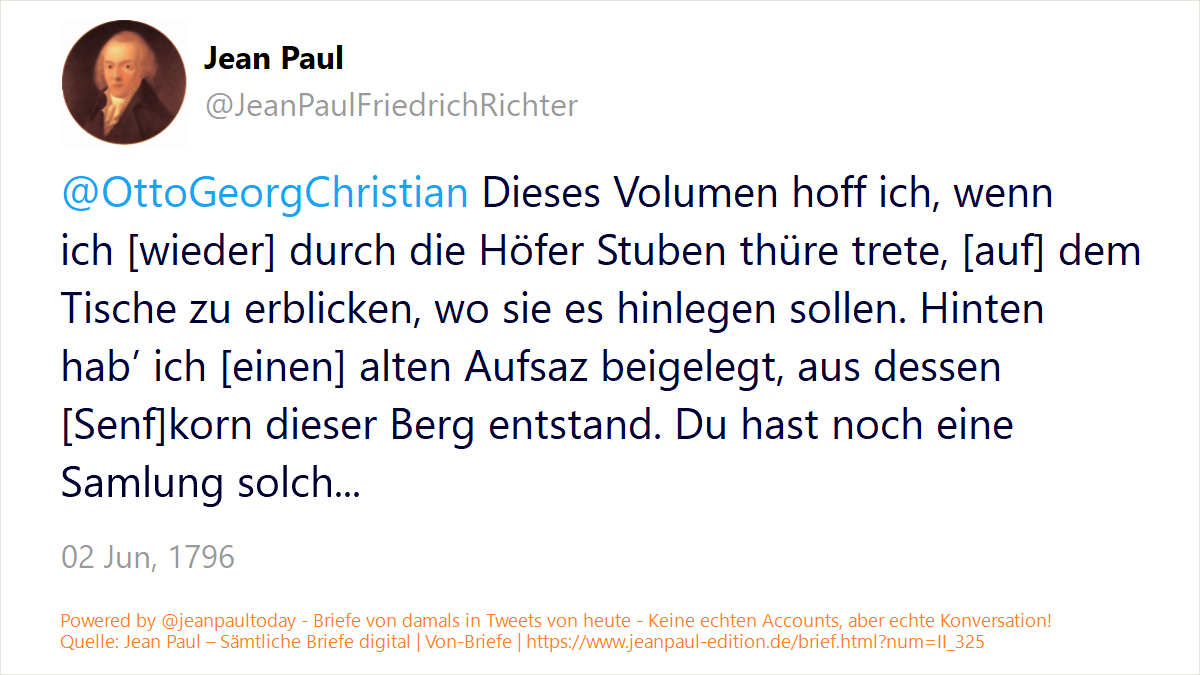 Jean Paul
@JeanPaulFriedrichRichter
@OttoGeorgChristian Dieses Volumen hoff ich, wenn
ich [wieder] durch die Höfer Stuben thüre trete, [auf] dem
Tische zu erblicken, wo sie es hinlegen sollen. Hinten
hab’ ich [einen] alten Aufsaz beigelegt, aus dessen
[Senf]korn dieser Berg entstand. Du hast noch eine
Samlung solch...
02 Jun, 1796
Powered by @jeanpaultoday - Briefe von damals in Tweets von heute - Keine echten Accounts, aber echte Konversation!
Quelle: Jean Paul – Sämtliche Briefe digital | Von-Briefe | https://www.jeanpaul-edition.de/brief.html?num=II_325